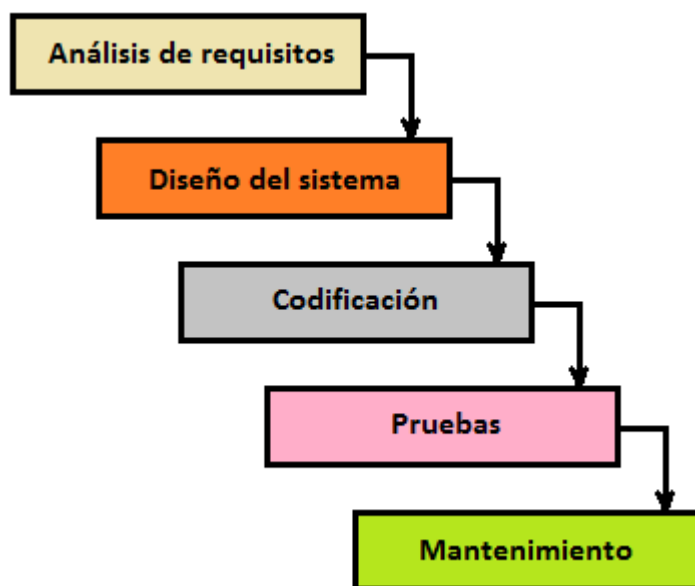 Análisis de requisitos
Diseño del sistema
Codificación
Pruebas
Mantenimiento